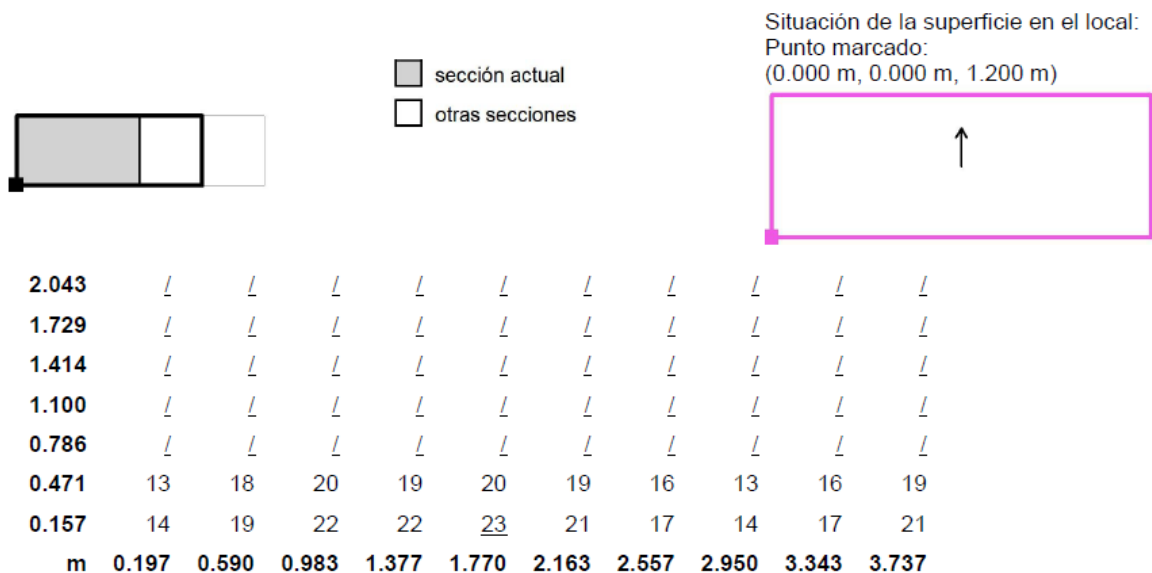 Situación de la superficie en el local:
Punto marcado:
(0.000 m, 0.000 m, 1.200 m)
sección actual
otras secciones
2.043 / / / / / / / / / /
1.729 / / / / / / / / / /
1.414 / / / / / / / / / /
1.100 / / / / / / / / / /
0.786 / / / / / / / / / /
0.471 13 18 20 19 20 19 16 13 16 19
0.157 14 19 22 22 23 21 17 14 17 21
m 0.197 0.590 0.983 1.377 1.770 2.163 2.557 2.950 3.343 3.737